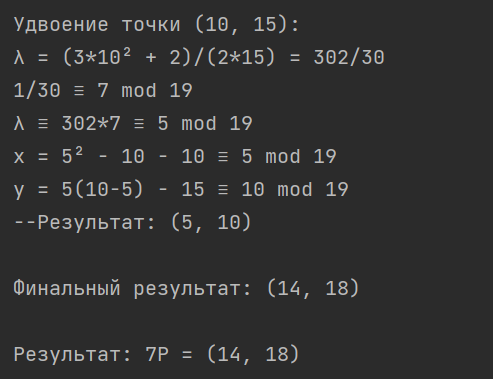 Удвоение точки (10, 15):
λ = (3*10² + 2)/(2*15) = 302/30
1/30 ≡ 7 mod 19
λ ≡ 302*7 ≡ 5 mod 19
x = 5² - 10 - 10 ≡ 5 mod 19
y = 5(10-5) - 15 ≡ 10 mod 19
--Результат: (5, 10)
Финальный результат: (14, 18)
Результат: 7P = (14, 18)